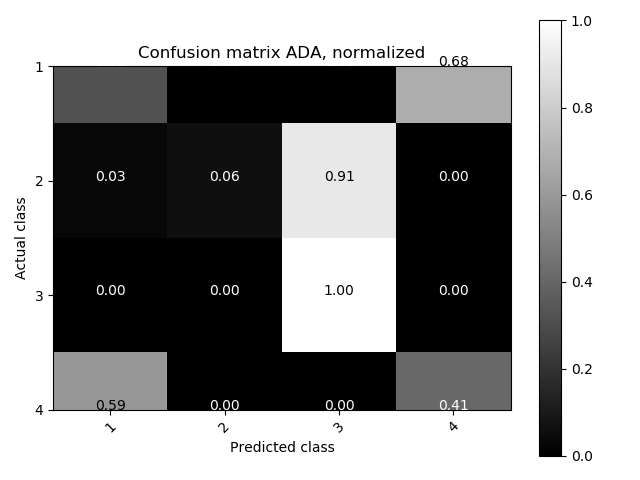 Confusion matrix ADA, normalized
1 0.68
2 0.03 0.06 0.91 0.00
3 0.00 0.00 1.00 0.00
4 0.59 0.00 0.00 0.41
1 2 3 4
Actual class
Predicted class
1.0
0.8
0.6
0.4
0.2
0.0